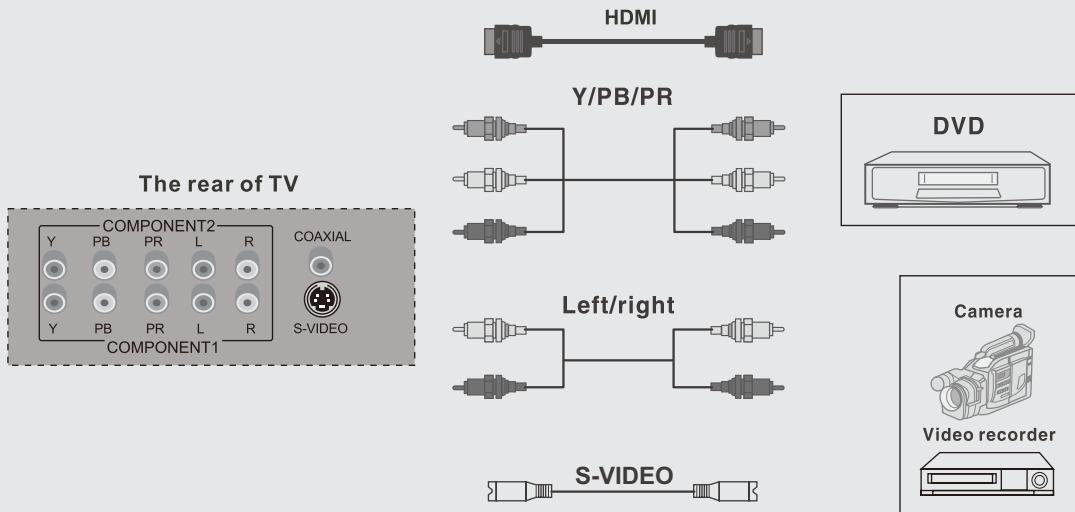 HDMI
Y/PB/PR
DVD
The rear of TV
COMPONENT2
Y PB PR L R
COAXIAL
Y PB PR L R
S-VIDEO
COMPONENT1
Left/right
Camera
Video recorder
S-VIDEO